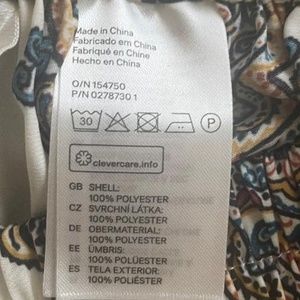 Made in China
Fabricado em China
Fabriqué en Chine
Hecho en China
O/N 154750
P/N 0278730 1
30 P
clevercare.info
GB SHELL:
100% POLYESTER
CZ SVRCHNÍ LÁTKA:
100% POLYESTER
DE OBERMATERIAL:
100% POLYESTER
EE ÜMBRIS:
100% POLÜESTER
ES TELA EXTERIOR:
100% POLIÉSTER